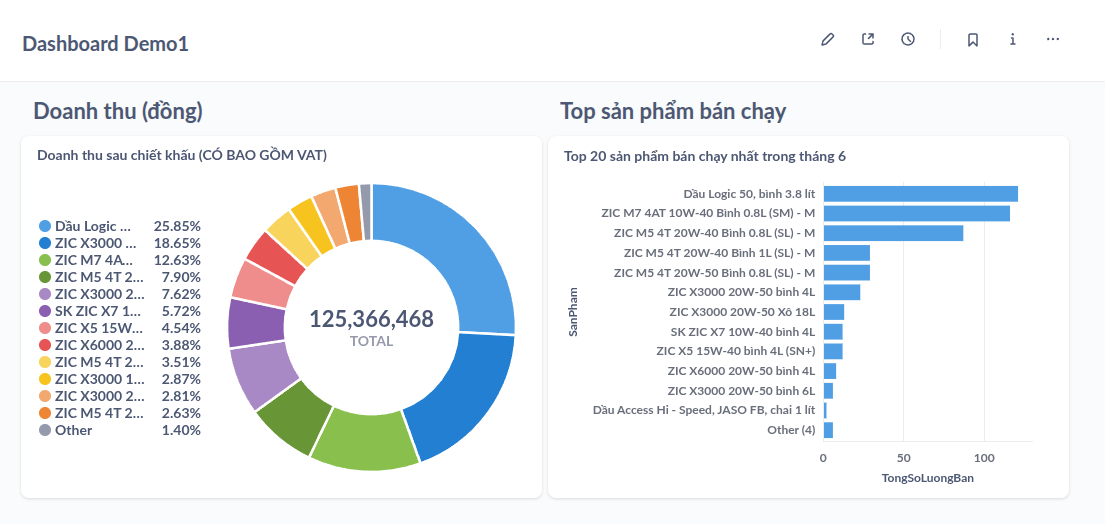 Dashboard Demo1
Doanh thu (đồng)
Doanh thu sau chiết khấu (CÓ BAO GỒM VAT)
Dầu Logic ... 25.85%
ZIC X3000 ... 18.65%
ZIC M7 4A... 12.63%
ZIC M5 4T 2... 7.90%
ZIC X3000 2... 7.62%
SK ZIC X7 1... 5.72%
ZIC X5 15W... 4.54%
ZIC X6000 2... 3.88%
ZIC M5 4T 2... 3.51%
ZIC X3000 1... 2.87%
ZIC X3000 2... 2.81%
ZIC M5 4T 2... 2.63%
Other 1.40%
125,366,468
TOTAL
Top sản phẩm bán chạy
Top 20 sản phẩm bán chạy nhất trong tháng 6
SanPham
Dầu Logic 50, bình 3.8 lít
ZIC M7 4AT 10W-40 Bình 0.8L (SM) - M
ZIC M5 4T 20W-40 Bình 0.8L (SL) - M
ZIC M5 4T 20W-40 Bình 1L (SL) - M
ZIC M5 4T 20W-50 Bình 0.8L (SL) - M
ZIC X3000 20W-50 bình 4L
ZIC X3000 20W-50 Xô 18L
SK ZIC X7 10W-40 bình 4L
ZIC X5 15W-40 bình 4L (SN+)
ZIC X6000 20W-50 bình 4L
ZIC X3000 20W-50 bình 6L
Dầu Access Hi - Speed, JASO FB, chai 1 lít
Other (4)
0 50 100
TongSoLuongBan